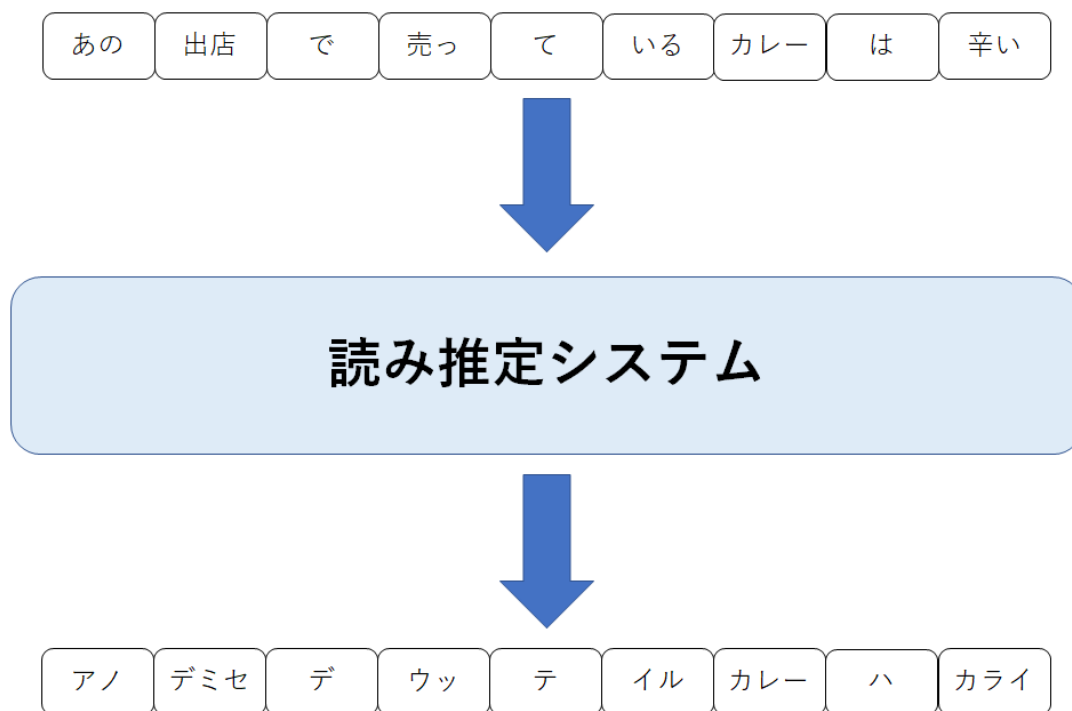 あの 出店 で 売っ て いる カレー は 辛い
読み推定システム
アノ デミセ デ ウッ テ イル カレー ハ カライ